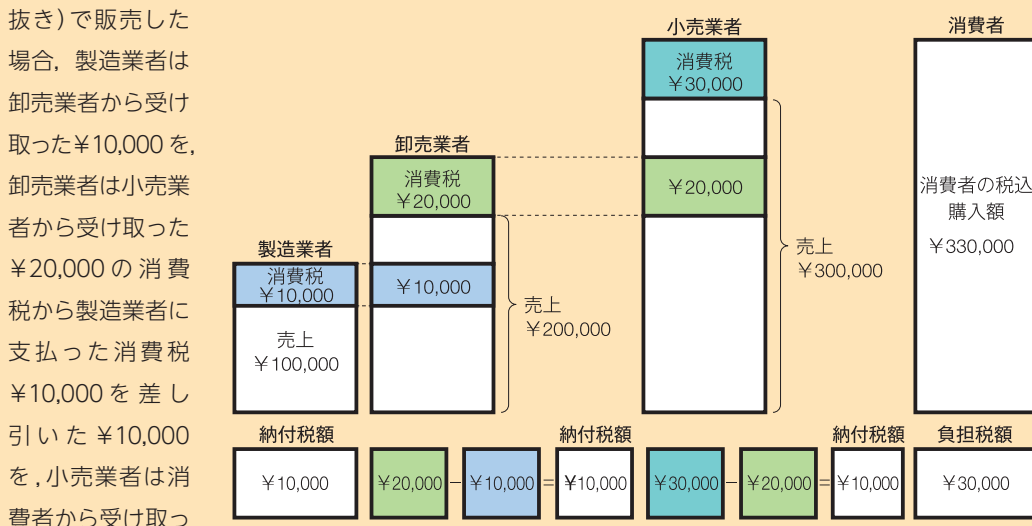 抜き）で販売した
場合，製造業者は
卸売業者から受け
取った¥10,000を，
卸売業者は小売業
者から受け取った
¥20,000の消費
税から製造業者に
支払った消費税
¥10,000を差し
引いた¥10,000
を，小売業者は消
費者から受け取っ
製造業者
消費税
¥10,000
売上
¥100,000
卸売業者
消費税
¥20,000
¥10,000
売上
¥200,000
小売業者
消費税
¥30,000
¥20,000
売上
¥300,000
消費者
消費者の税込
購入額
¥330,000
納付税額
¥10,000
納付税額
¥20,000－¥10,000＝¥10,000
納付税額
¥30,000－¥20,000＝¥10,000
負担税額
¥30,000